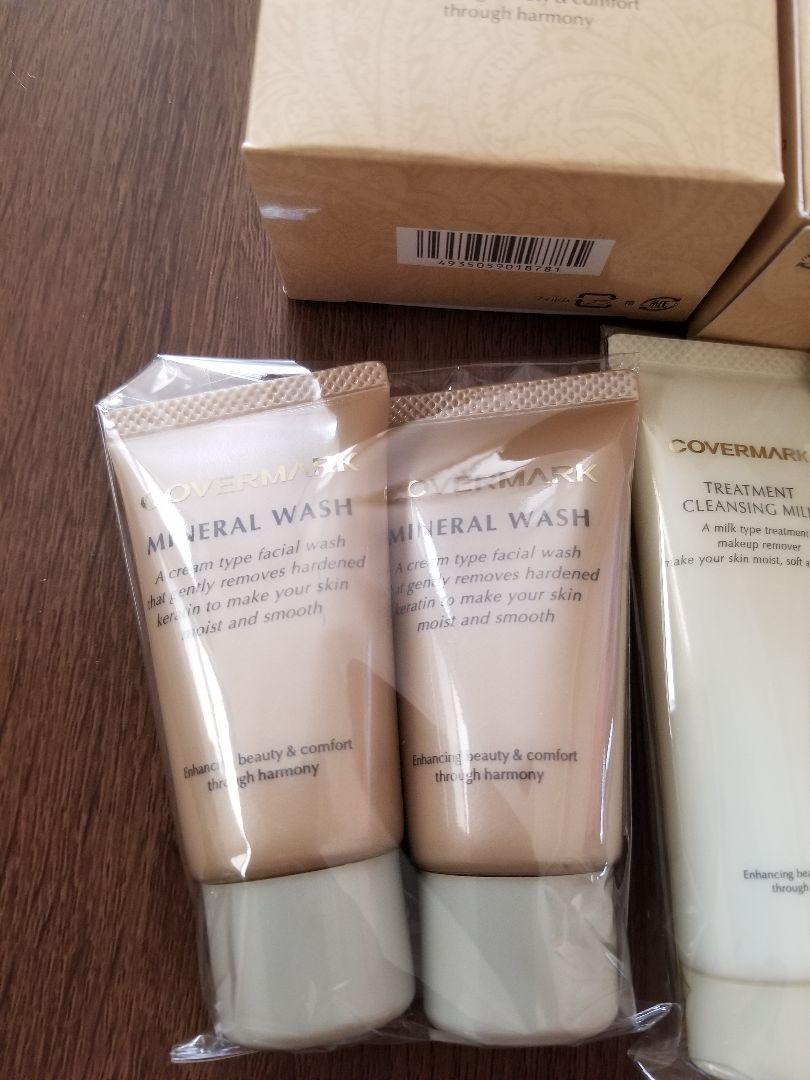 & comfort
through harmony
4935059018781
COVERMARK
MINERAL WASH
A cream type facial wash
that gently removes hardened
keratin to make your skin
moist and smooth
Enhancing beauty & comfort
through harmony
COVERMARK
MINERAL WASH
A cream type facial wash
that gently removes hardened
keratin to make your skin
moist and smooth
Enhancing beauty & comfort
through harmony
COVERMARK
TREATMENT
CLEANSING MIL
A milk type treatment
makeup remover
make your skin moist, soft
Enhancing bea
through